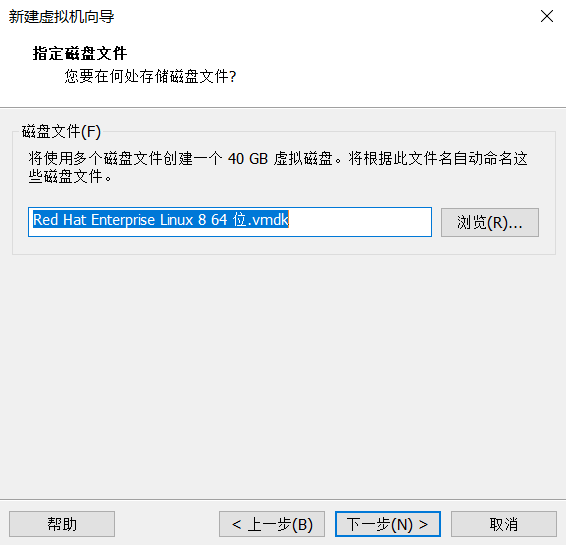 新建虚拟机向导
指定磁盘文件
您要在何处存储磁盘文件?
磁盘文件(F)
将使用多个磁盘文件创建一个 40 GB 虚拟磁盘。将根据此文件名自动命名这
些磁盘文件。
Red Hat Enterprise Linux 8 64 位.vmdk
浏览(R)...
帮助
< 上一步(B)
下一步(N) >
取消